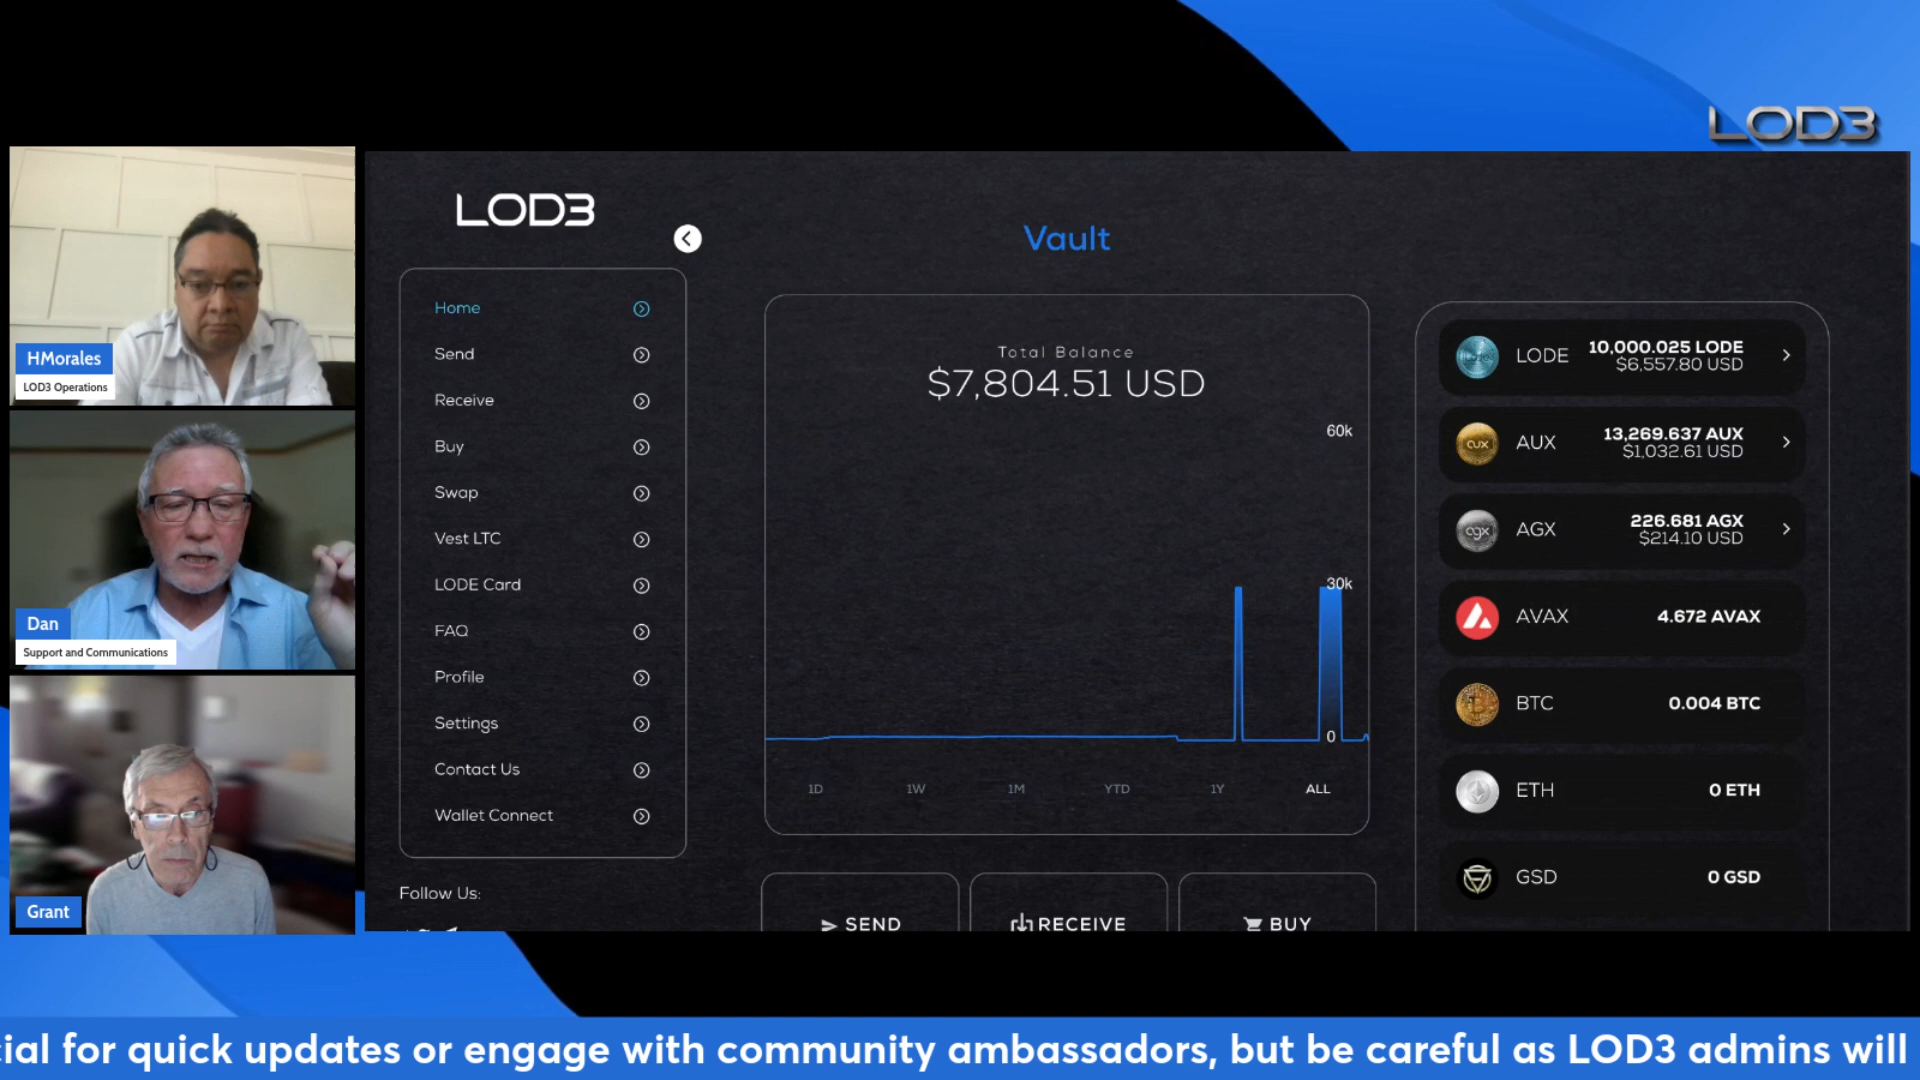 LOD3
HMorales
LOD3 Operations
Dan
Support and Communications
Grant
LOD3
Home
Send
Receive
Buy
Swap
Vest LTC
LODE Card
FAQ
Profile
Settings
Contact Us
Wallet Connect
Follow Us:
Vault
Total Balance
$7,804.51 USD
60k
30k
0
1D 1W 1M YTD 1Y ALL
SEND
RECEIVE
BUY
LODE 10,000.025 LODE
$6,557.80 USD
AUX 13,269.637 AUX
$1,032.61 USD
AGX 226.681 AGX
$214.10 USD
AVAX 4.672 AVAX
BTC 0.004 BTC
ETH 0 ETH
GSD 0 GSD
cial for quick updates or engage with community ambassadors, but be careful as LOD3 admins will